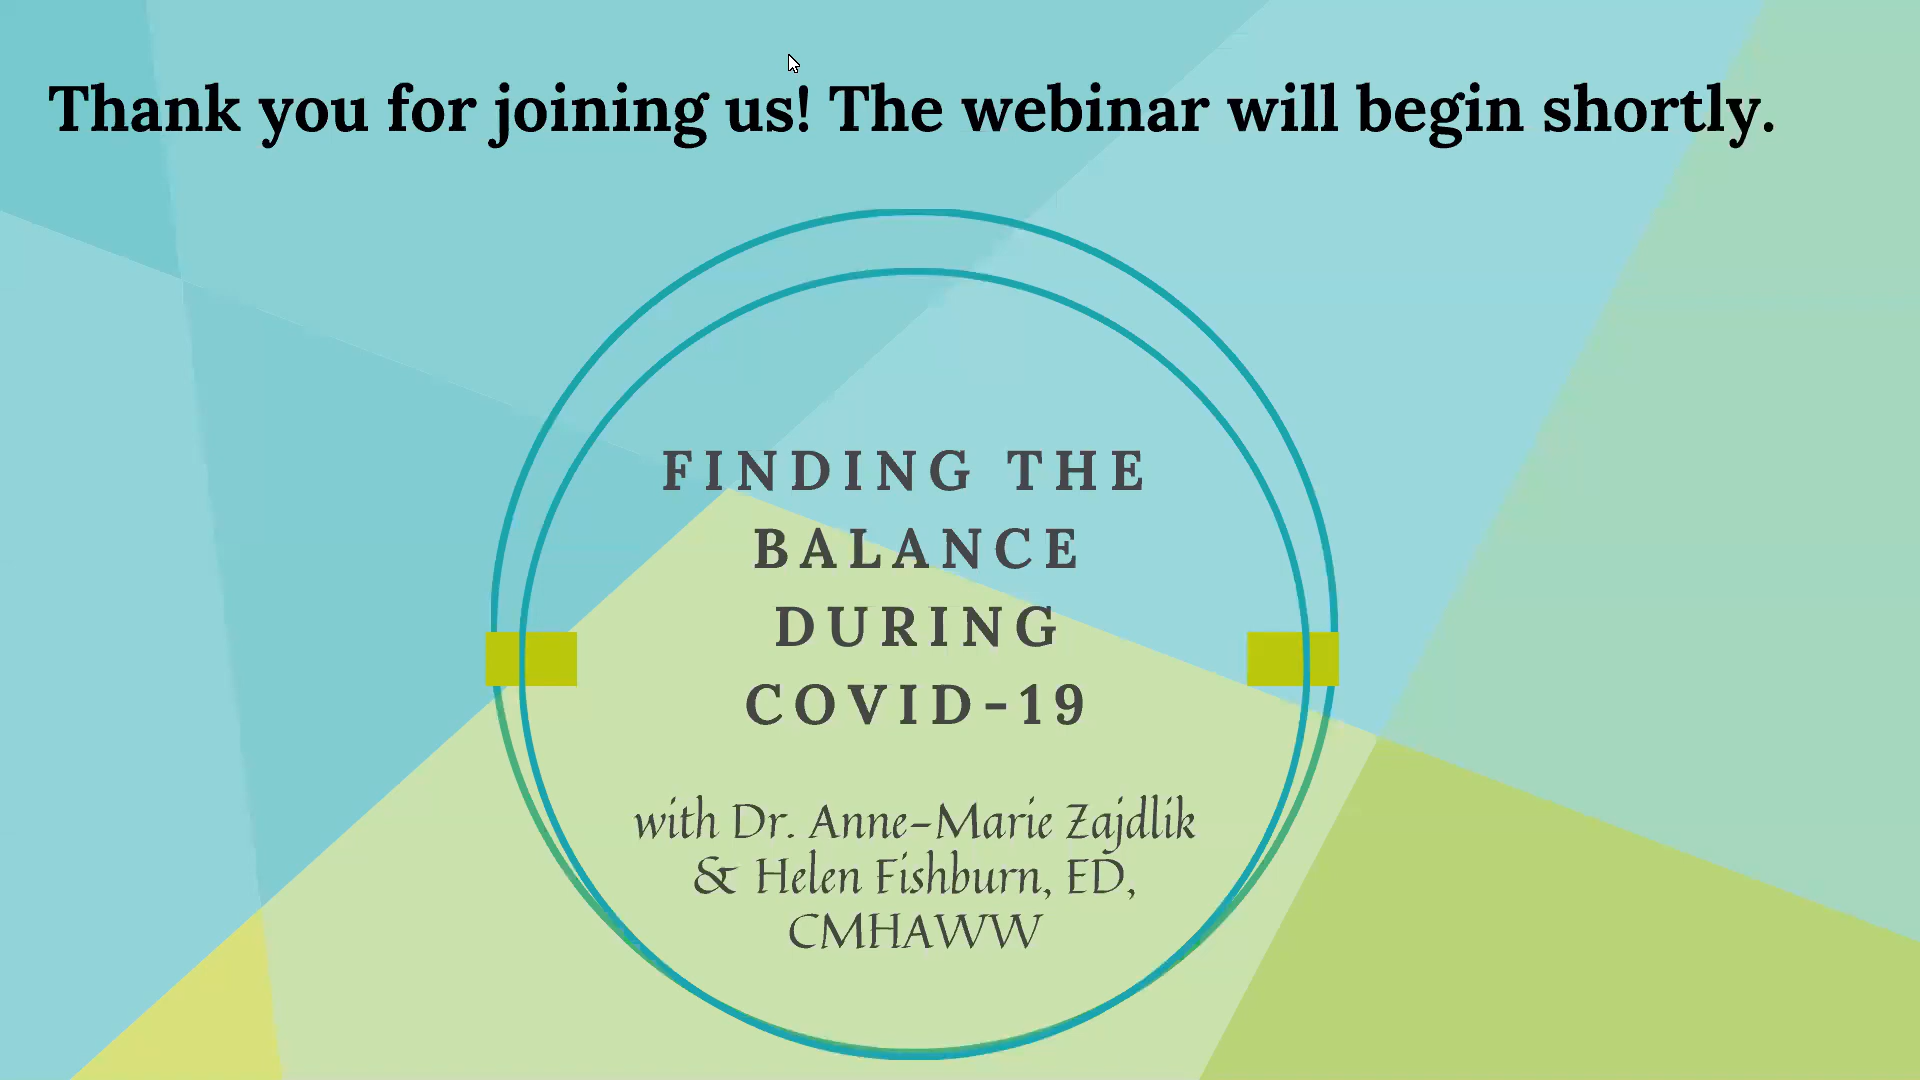 Thank you for joining us! The webinar will begin shortly.
FINDING THE
BALANCE
DURING
COVID-19
with Dr. Anne-Marie Zajdlik
& Helen Fishburn, ED,
CMHAWW